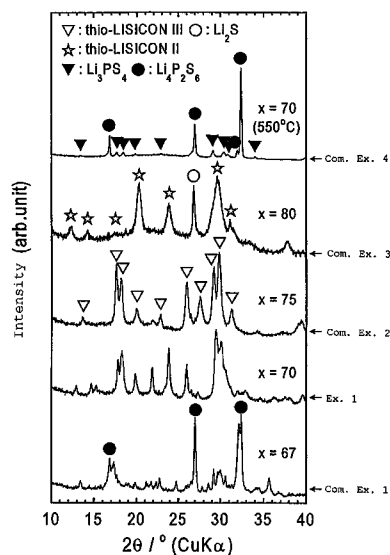 ▽ : thio-LISICON III
☆ : thio-LISICON II ○ : Li₂S
▼ : Li₃PS₄ ● : Li₄P₂S₆
x = 70
(550°C)
Com. Ex. 4
x = 80
Com. Ex. 3
x = 75
Com. Ex. 2
x = 70
Ex. 1
x = 67
Com. Ex. 1
Intensity (arb.unit)
10 15 20 25 30 35 40
2θ / ° (CuKα)